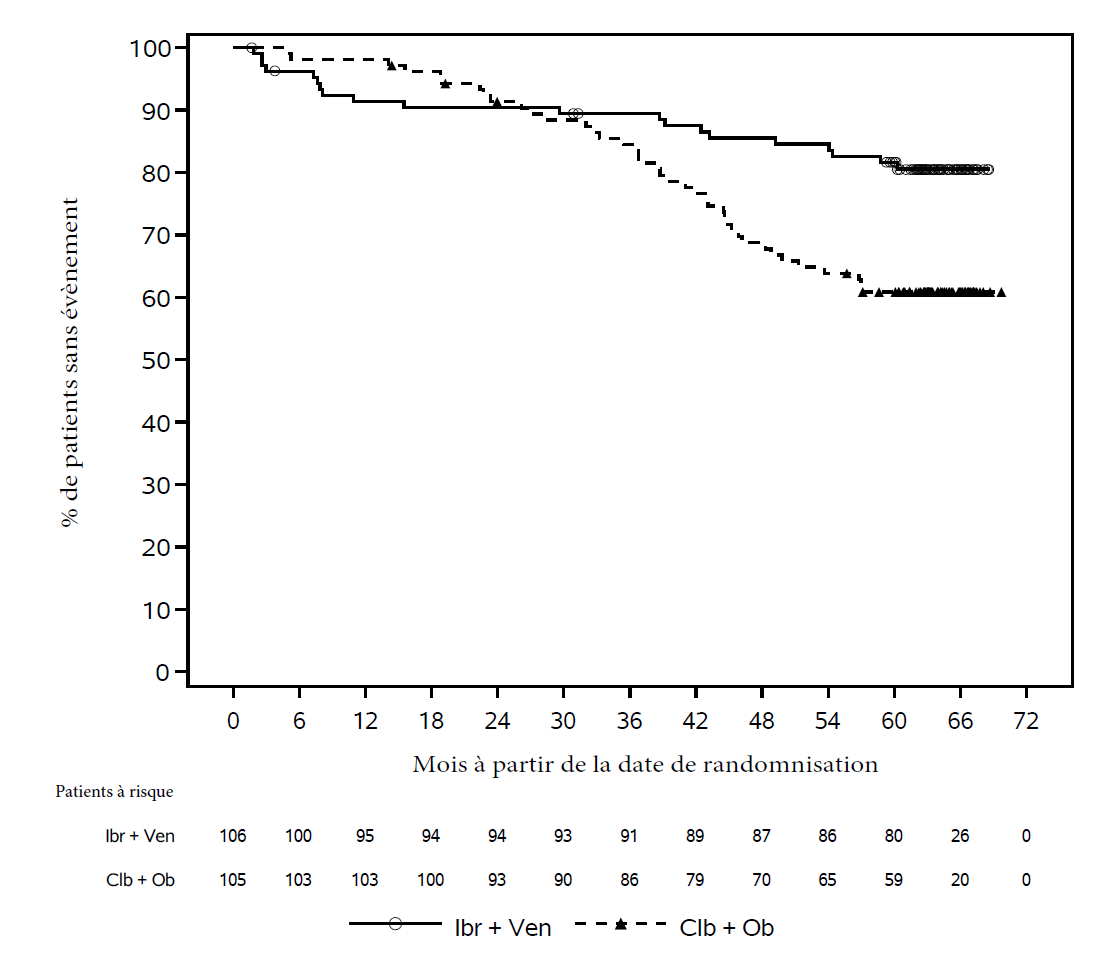 % de patients sans évènement
100
90
80
70
60
50
40
30
20
10
0
0 6 12 18 24 30 36 42 48 54 60 66 72
Mois à partir de la date de randomnisation
Patients à risque
Ibr + Ven 106 100 95 94 94 93 91 89 87 86 80 26 0
Clb + Ob 105 103 103 100 93 90 86 79 70 65 59 20 0
Ibr + Ven Clb + Ob